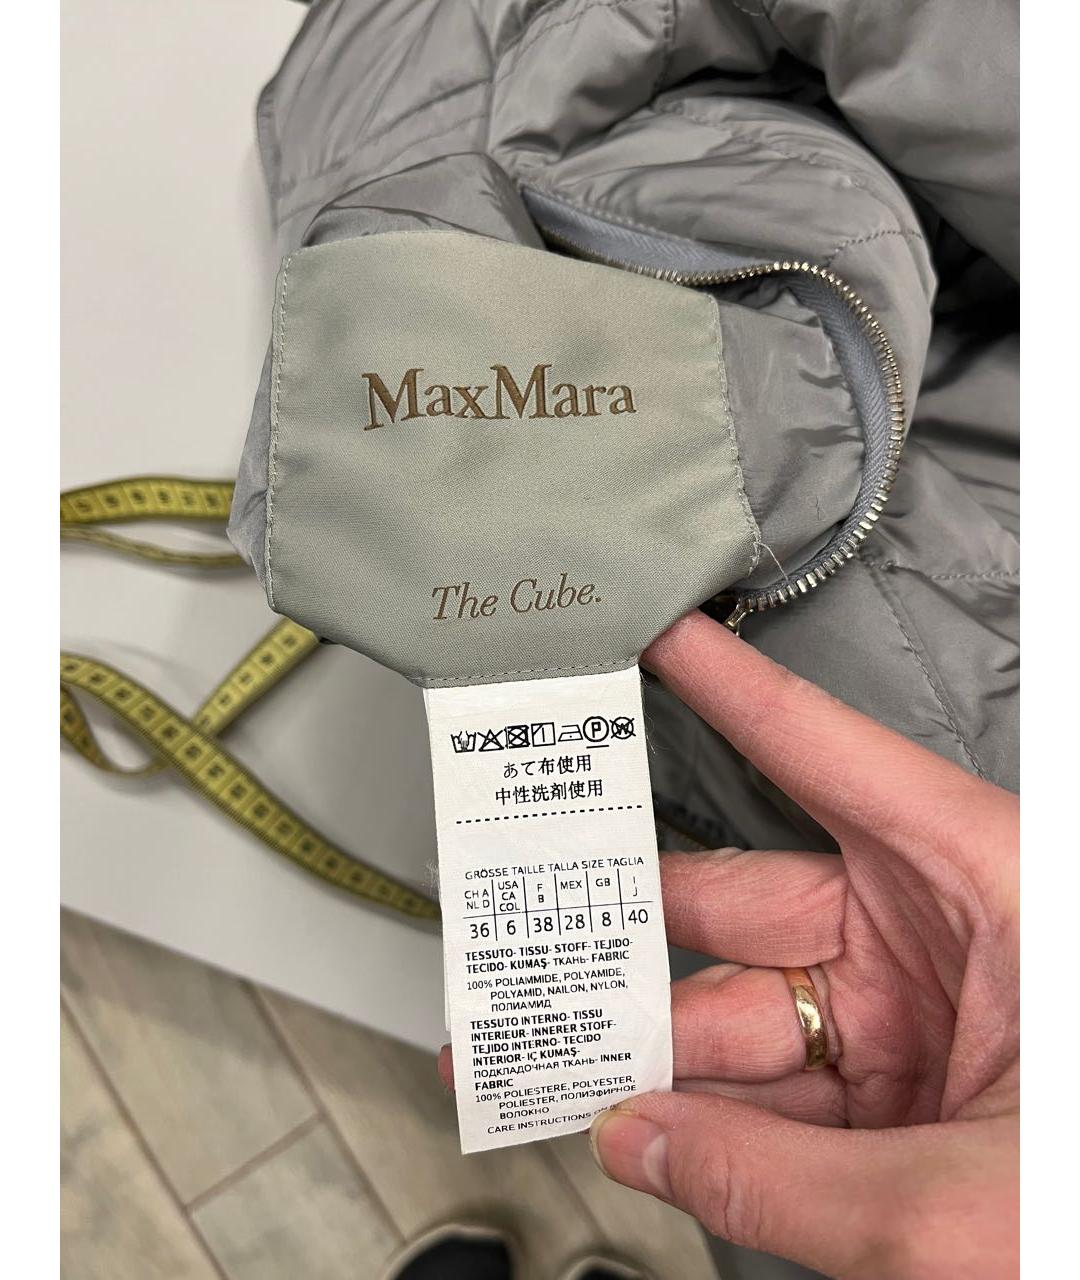 MaxMara
The Cube.
あて布使用
中性洗剤使用
GRÖSSE TAILLE TALLA SIZE TAGLIA
CH A NL D USA CA COL F B MEX GB I J
36 6 38 28 8 40
TESSUTO- TISSU- STOFF- TEJIDO-
TECIDO- KUMAŞ- ТКАНЬ- FABRIC
100% POLIAMMIDE, POLYAMIDE,
POLYAMID, NAILON, NYLON,
ПОЛИАМИД
TESSUTO INTERNO- TISSU
INTERIEUR- INNERER STOFF-
TEJIDO INTERNO- TECIDO
INTERIOR- IÇ KUMAŞ-
ПОДКЛАДОЧНАЯ ТКАНЬ- INNER
FABRIC
100% POLIESTERE, POLYESTER,
POLIESTER, ПОЛИЭФИРНОЕ
ВОЛОКНО
CARE INSTRUCTIONS